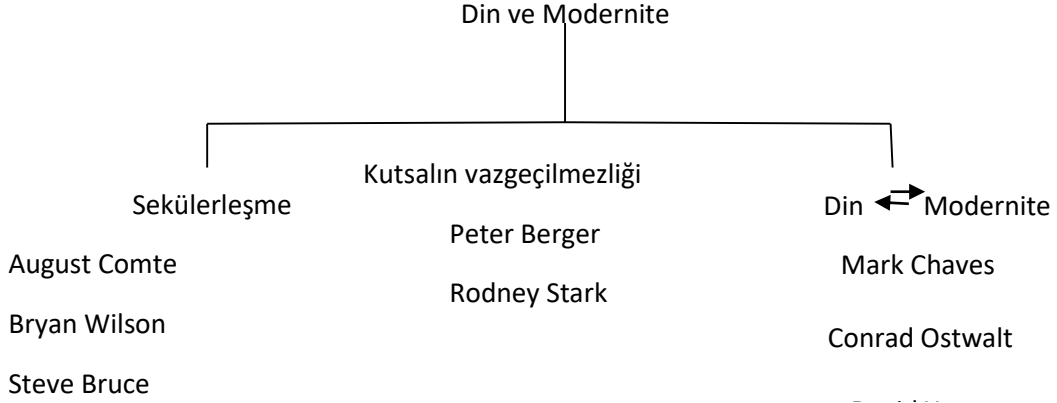 Din ve Modernite
Kutsalın vazgeçilmezliği
Sekülerleşme
Din Modernite
Peter Berger
August Comte
Mark Chaves
Rodney Stark
Bryan Wilson
Conrad Ostwalt
Steve Bruce